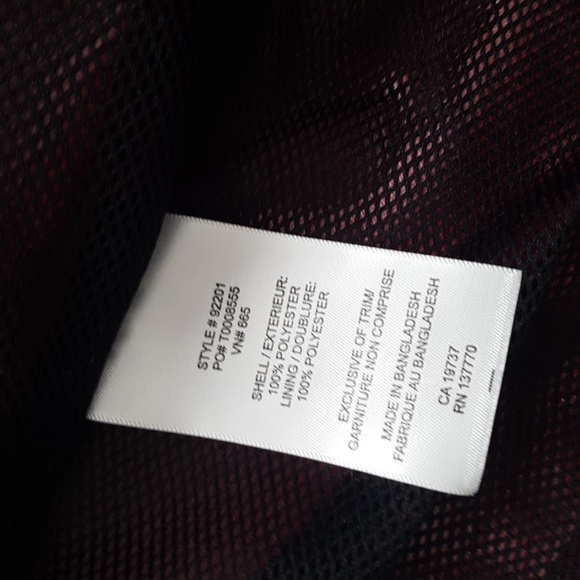 STYLE # 92201
PO# T0008555
VN# 665
SHELL / EXTERIEUR:
100% POLYESTER
LINING / DOUBLURE:
100% POLYESTER
EXCLUSIVE OF TRIM/
GARNITURE NON COMPRISE
MADE IN BANGLADESH
FABRIQUE AU BANGLADESH
CA 19737
RN 137770